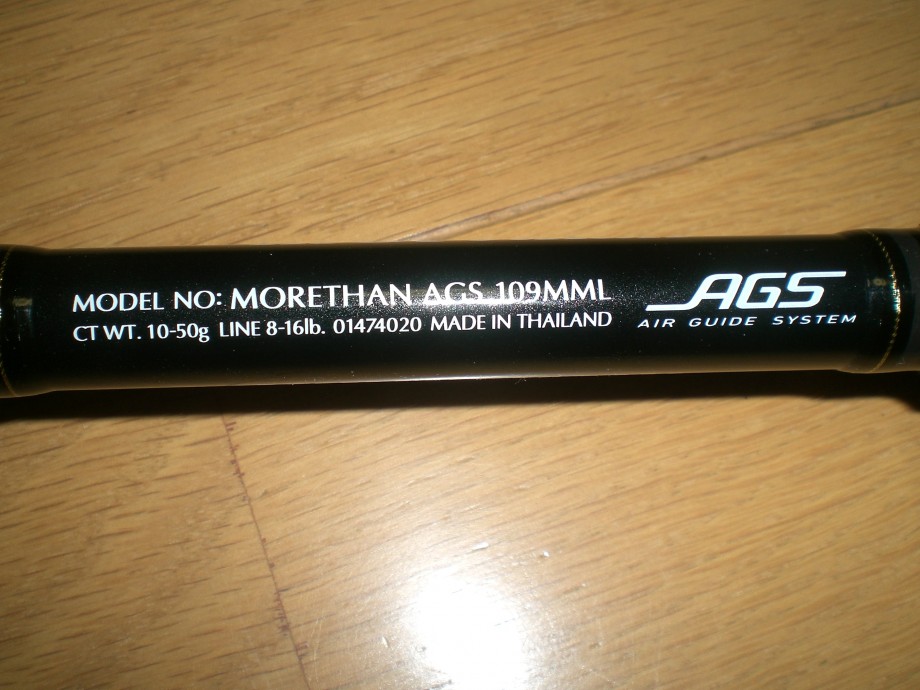 MODEL NO: MORETHAN AGS 109MML
CT WT. 10-50g LINE 8-16lb. 01474020 MADE IN THAILAND
AGS
AIR GUIDE SYSTEM